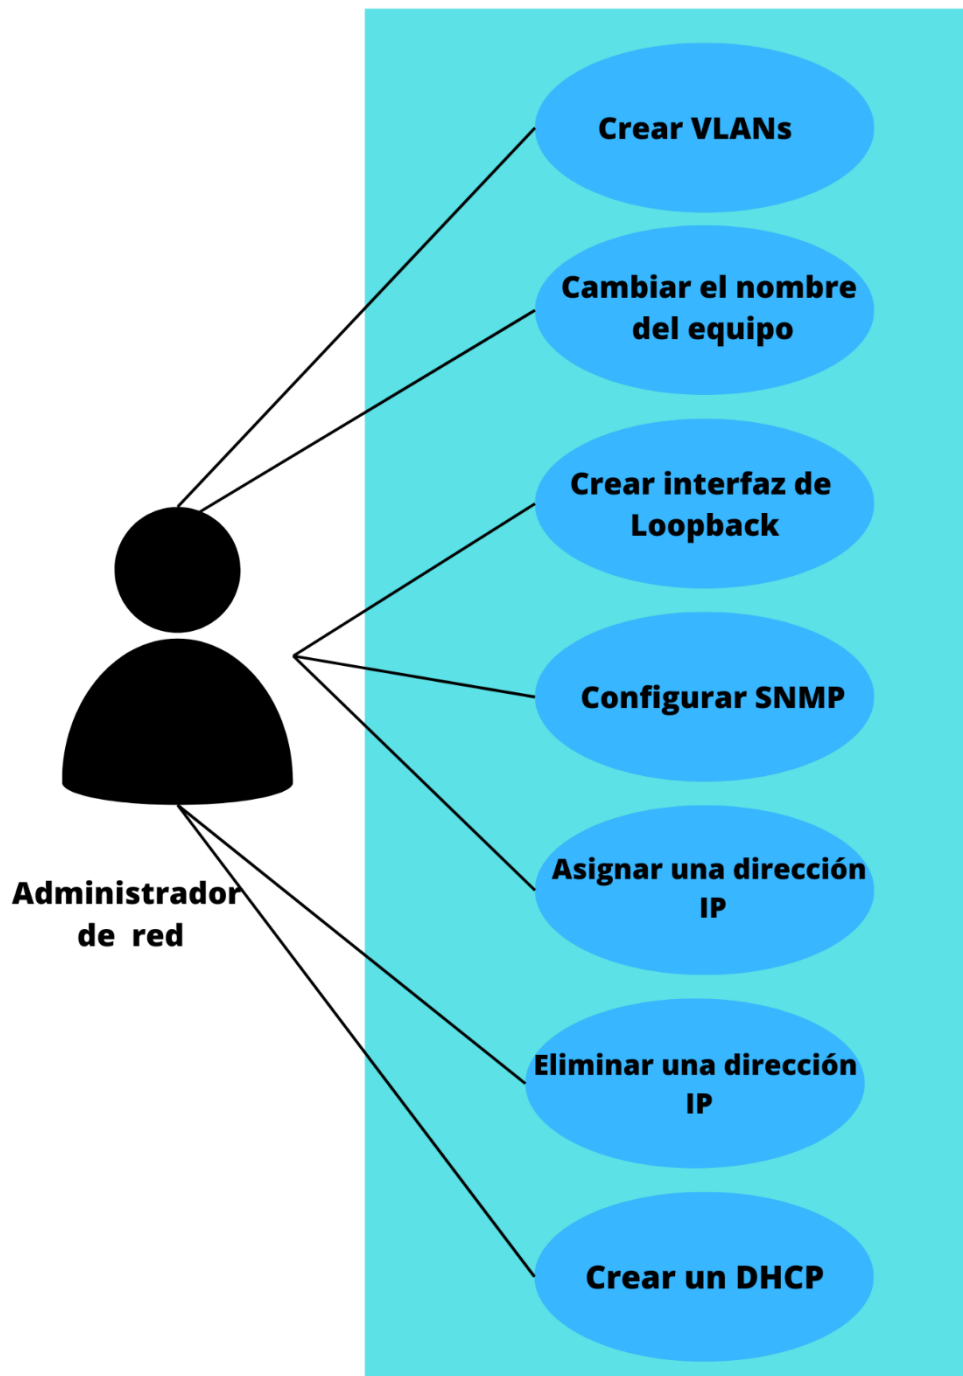 Crear VLANs
Cambiar el nombre
del equipo
Crear interfaz de
Loopback
Configurar SNMP
Asignar una dirección
IP
Administrador
de red
Eliminar una dirección
IP
Crear un DHCP